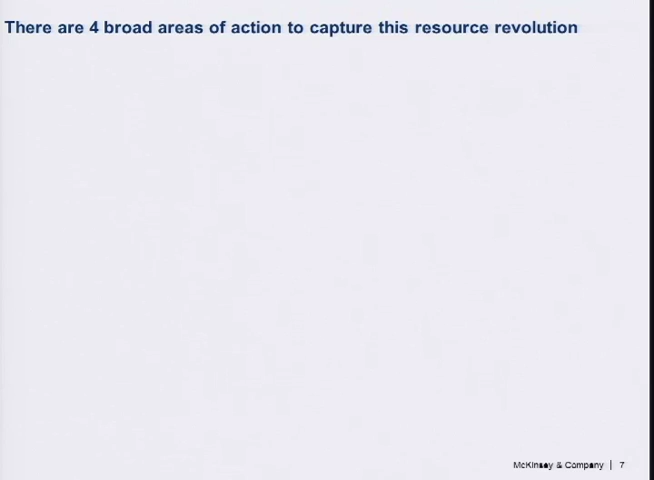 There are 4 broad areas of action to capture this resource revolution
McKinsey & Company | 7